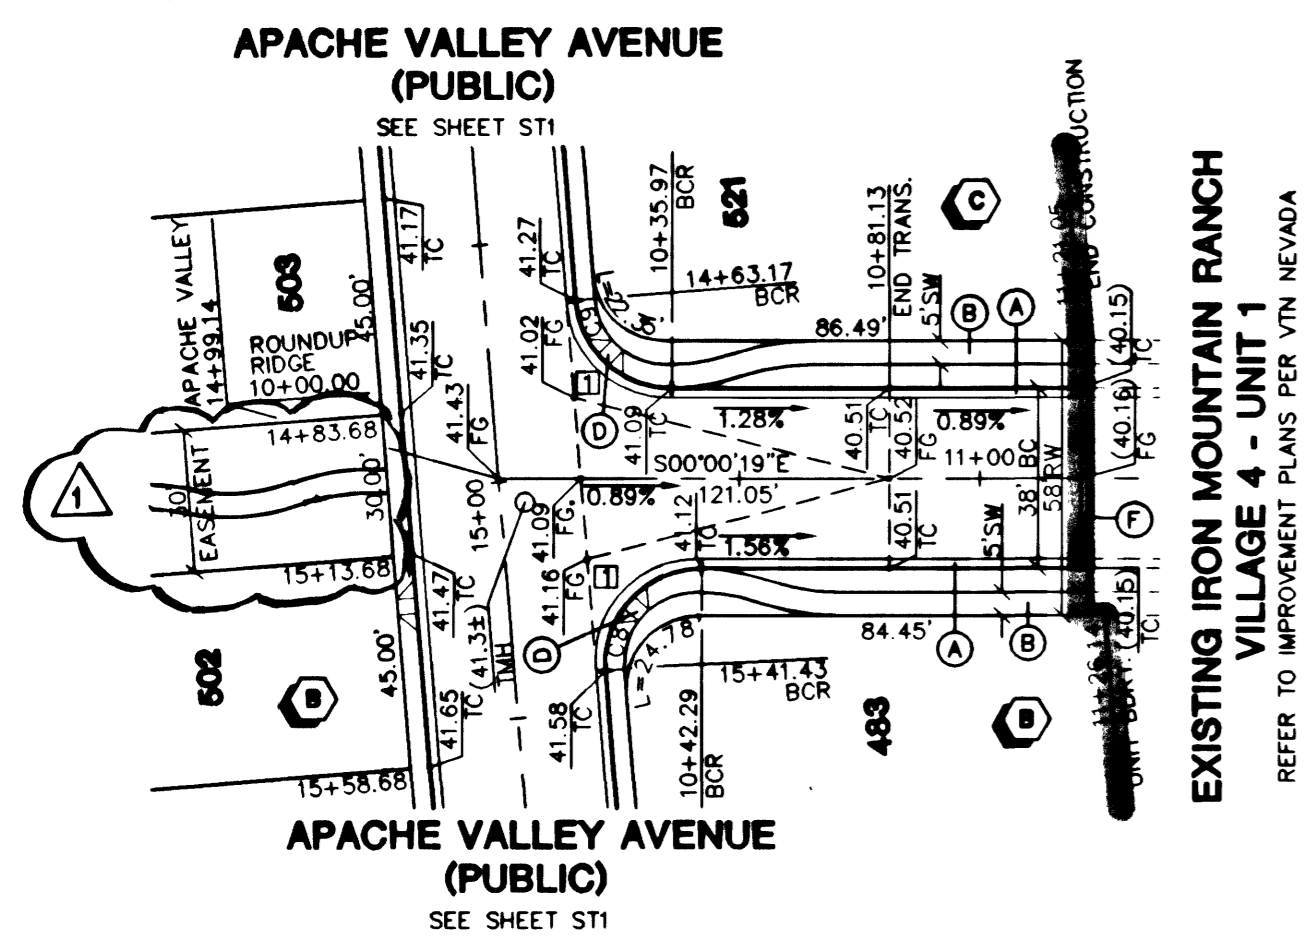 APACHE VALLEY AVENUE
(PUBLIC)
SEE SHEET ST1
APACHE VALLEY
14+99.14
503
ROUNDUP
RIDGE
10+00.00
45.00'
41.17
TC
41.35
TC
41.43
FG
41.27
TC
41.02
FG
C9
1
D
10+35.97
BCR
521
14+63.17
BCR
10+81.13
END TRANS.
C
5'SW
B
A
86.49'
END CONSTRUCTION
(40.15)
TC
41.09
TC
1.28%
40.51
TC
40.52
FG
0.89%
(40.16)
FG
14+83.68
1
30'
EASEMENT
30.00'
15+13.68
15+00
S00°00'19"E
121.05'
0.89%
11+00
38' BC
58' RW
F
41.09
FG
41.16
FG
1
41.12
TC
1.56%
40.51
TC
5'SW
41.47
TC
(41.3±)
TMH
D
C8
L=24.78'
84.45'
A
B
(40.15)
TC
502
B
45.00'
41.65
TC
41.58
TC
15+41.43
BCR
10+42.29
BCR
483
B
15+58.68
APACHE VALLEY AVENUE
(PUBLIC)
SEE SHEET ST1
EXISTING IRON MOUNTAIN RANCH
VILLAGE 4 - UNIT 1
REFER TO IMPROVEMENT PLANS PER VTN NEVADA